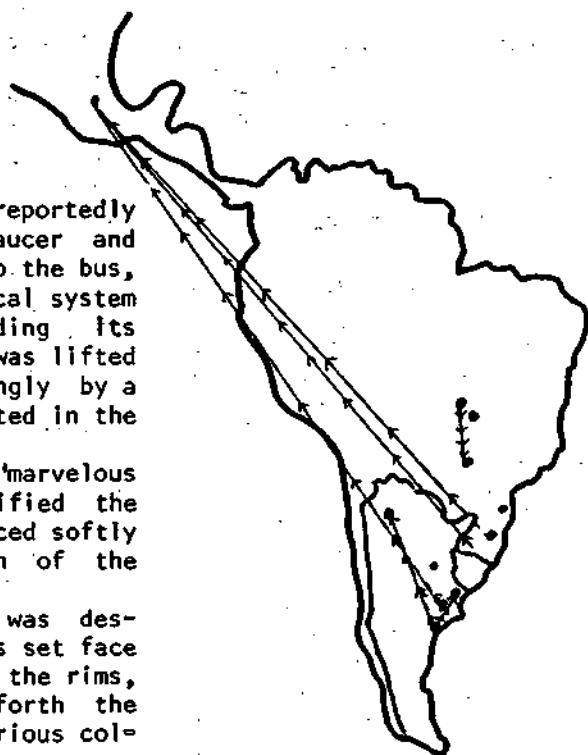 reportedly
aucer and
o the bus,
cal system
ding its
was lifted
ngly by a
ted in the
'marvelous
ified the
ced softly
n of the
was des-
s set face
the rims,
forth the
rious col-